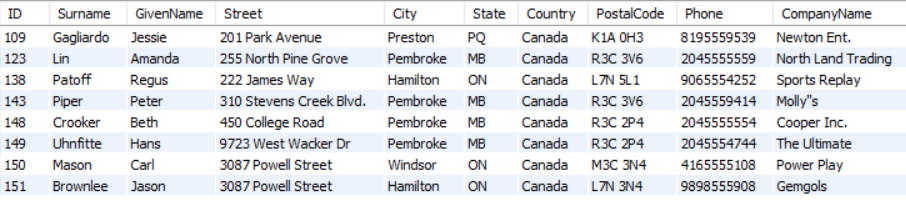 ID Surname GivenName Street City State Country PostalCode Phone CompanyName
109 Gagliardo Jessie 201 Park Avenue Preston PQ Canada K1A 0H3 8195559539 Newton Ent.
123 Lin Amanda 255 North Pine Grove Pembroke MB Canada R3C 3V6 2045555559 North Land Trading
138 Patoff Regus 222 James Way Hamilton ON Canada L7N 5L1 9065554252 Sports Replay
143 Piper Peter 310 Stevens Creek Blvd. Pembroke MB Canada R3C 3V6 2045559414 Molly"s
148 Crooker Beth 450 College Road Pembroke MB Canada R3C 2P4 2045555554 Cooper Inc.
149 Uhnfitte Hans 9723 West Wacker Dr Pembroke MB Canada R3C 2P4 2045554744 The Ultimate
150 Mason Carl 3087 Powell Street Windsor ON Canada M3C 3N4 4165555108 Power Play
151 Brownlee Jason 3087 Powell Street Hamilton ON Canada L7N 3N4 9898555908 Gemgols